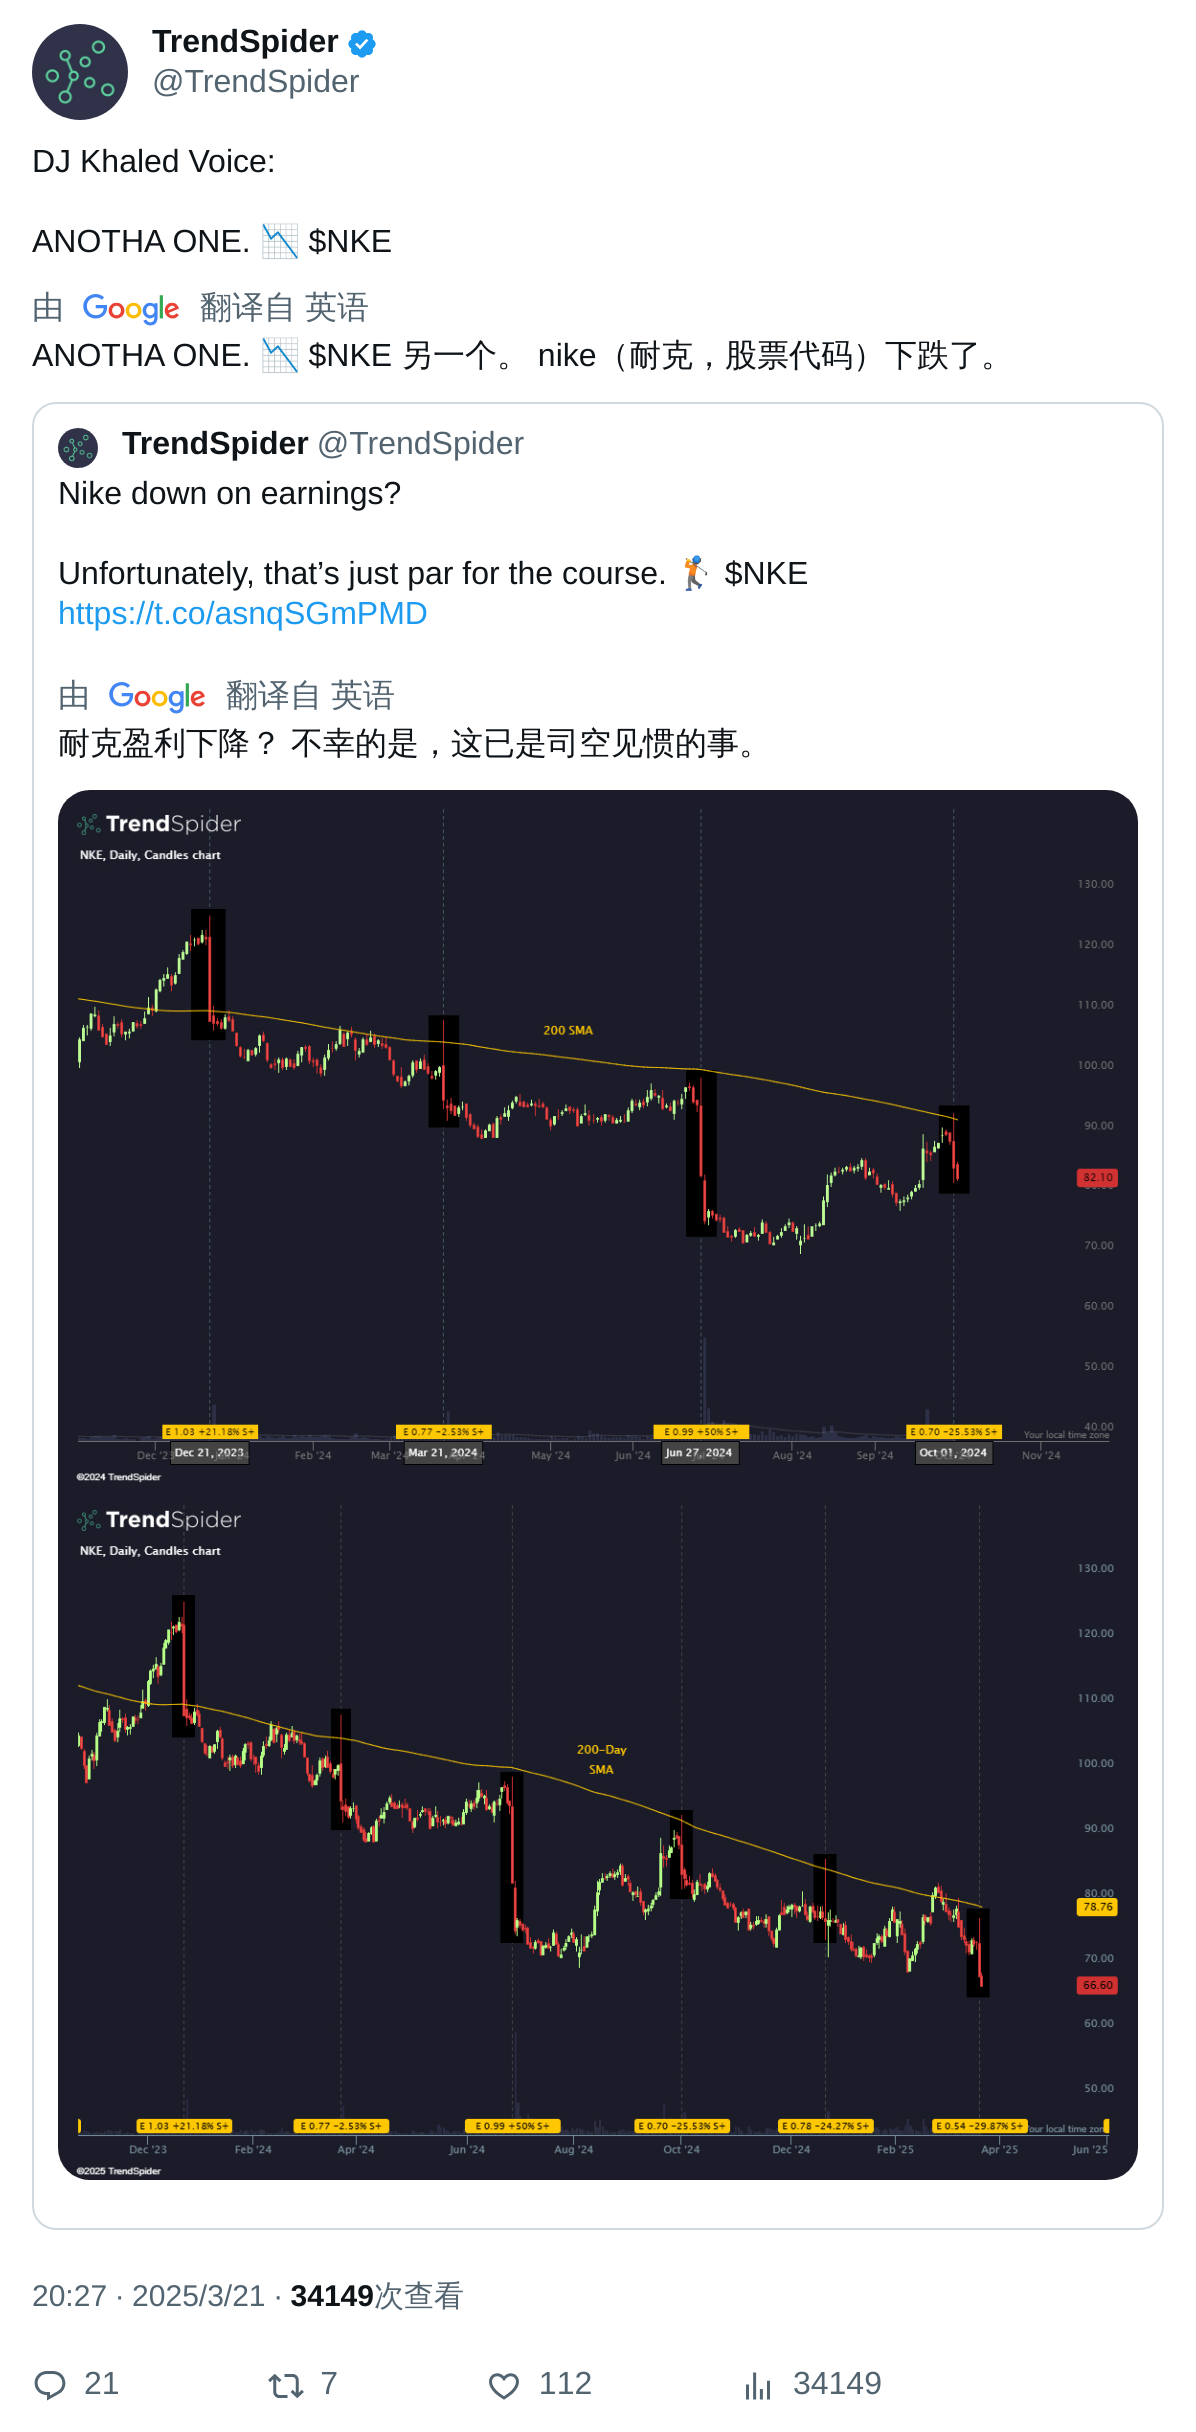 TrendSpider
@TrendSpider
DJ Khaled Voice:
ANOTHA ONE. 📉 $NKE
由 Google 翻译自 英语
ANOTHA ONE. 📉 $NKE 另一个。 nike（耐克，股票代码）下跌了。
TrendSpider @TrendSpider
Nike down on earnings?
Unfortunately, that’s just par for the course. 🏌 $NKE
https://t.co/asnqSGmPMD
由 Google 翻译自 英语
耐克盈利下降？ 不幸的是，这已是司空见惯的事。
TrendSpider
NKE, Daily, Candles chart
130.00
120.00
110.00
200 SMA
100.00
90.00
82.10
70.00
60.00
50.00
40.00
E 1.03 +21.18% S+ E 0.77 -2.53% S+ E 0.99 +50% S+ E 0.70 -25.53% S+ Your local time zone
Dec '23 Dec 21, 2023 Feb '24 Mar '24 Mar 21, 2024 May '24 Jun '24 Jun 27, 2024 Aug '24 Sep '24 Oct 01, 2024 Nov '24
©2024 TrendSpider
TrendSpider
NKE, Daily, Candles chart
130.00
120.00
110.00
200-Day
SMA
100.00
90.00
80.00
78.76
70.00
66.60
60.00
50.00
E 1.03 +21.18% S+ E 0.77 -2.53% S+ E 0.99 +50% S+ E 0.70 -25.53% S+ E 0.78 -24.27% S+ E 0.54 -29.87% S+ our local time zon
Dec '23 Feb '24 Apr '24 Jun '24 Aug '24 Oct '24 Dec '24 Feb '25 Apr '25 Jun '25
©2025 TrendSpider
20:27 · 2025/3/21 · 34149次查看
21 7 112 34149